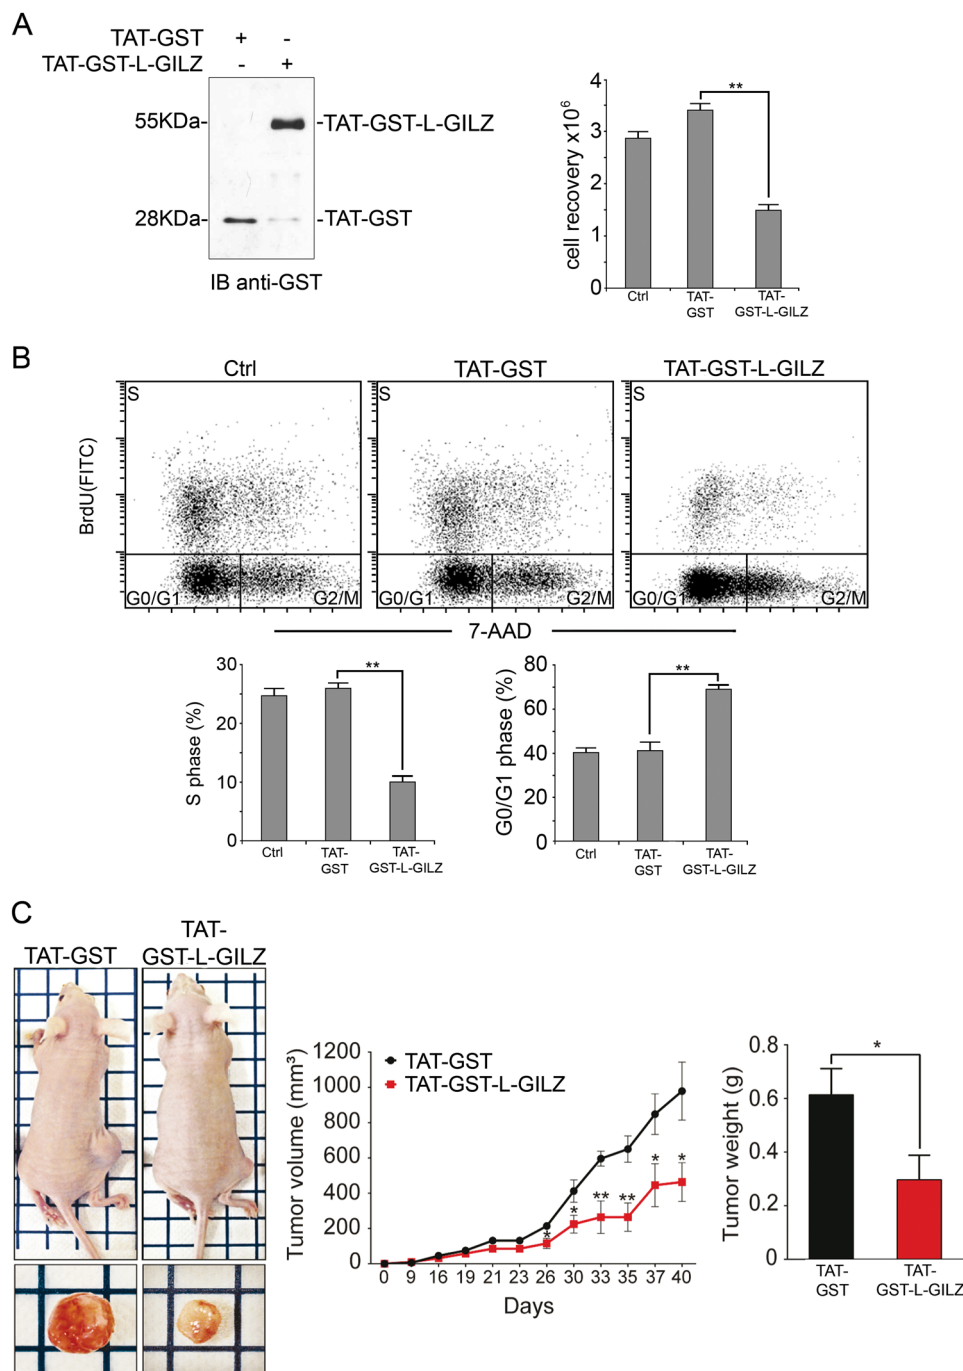 A
TAT-GST + -
TAT-GST-L-GILZ - +
55KDa- -TAT-GST-L-GILZ
28KDa- -TAT-GST
IB anti-GST
cell recovery x10⁶
4
3
2
1
0
**
Ctrl TAT- TAT-
GST GST-L-GILZ
B
Ctrl TAT-GST TAT-GST-L-GILZ
BrdU(FITC)
S S
G0/G1 G2/M G0/G1 G2/M G0/G1 G2/M
7-AAD
S phase (%)
30
20
10
0
**
Ctrl TAT- TAT-
GST GST-L-GILZ
G0/G1 phase (%)
80
60
40
20
0
**
Ctrl TAT- TAT-
GST GST-L-GILZ
C
TAT-GST TAT-
GST-L-GILZ
Tumor volume (mm³)
1200
1000
800
600
400
200
0
TAT-GST
TAT-GST-L-GILZ
* * ** ** * *
0 9 16 19 21 23 26 30 33 35 37 40
Days
Tumor weight (g)
0.8
0.6
0.4
0.2
0
*
TAT- TAT-
GST GST-L-GILZ